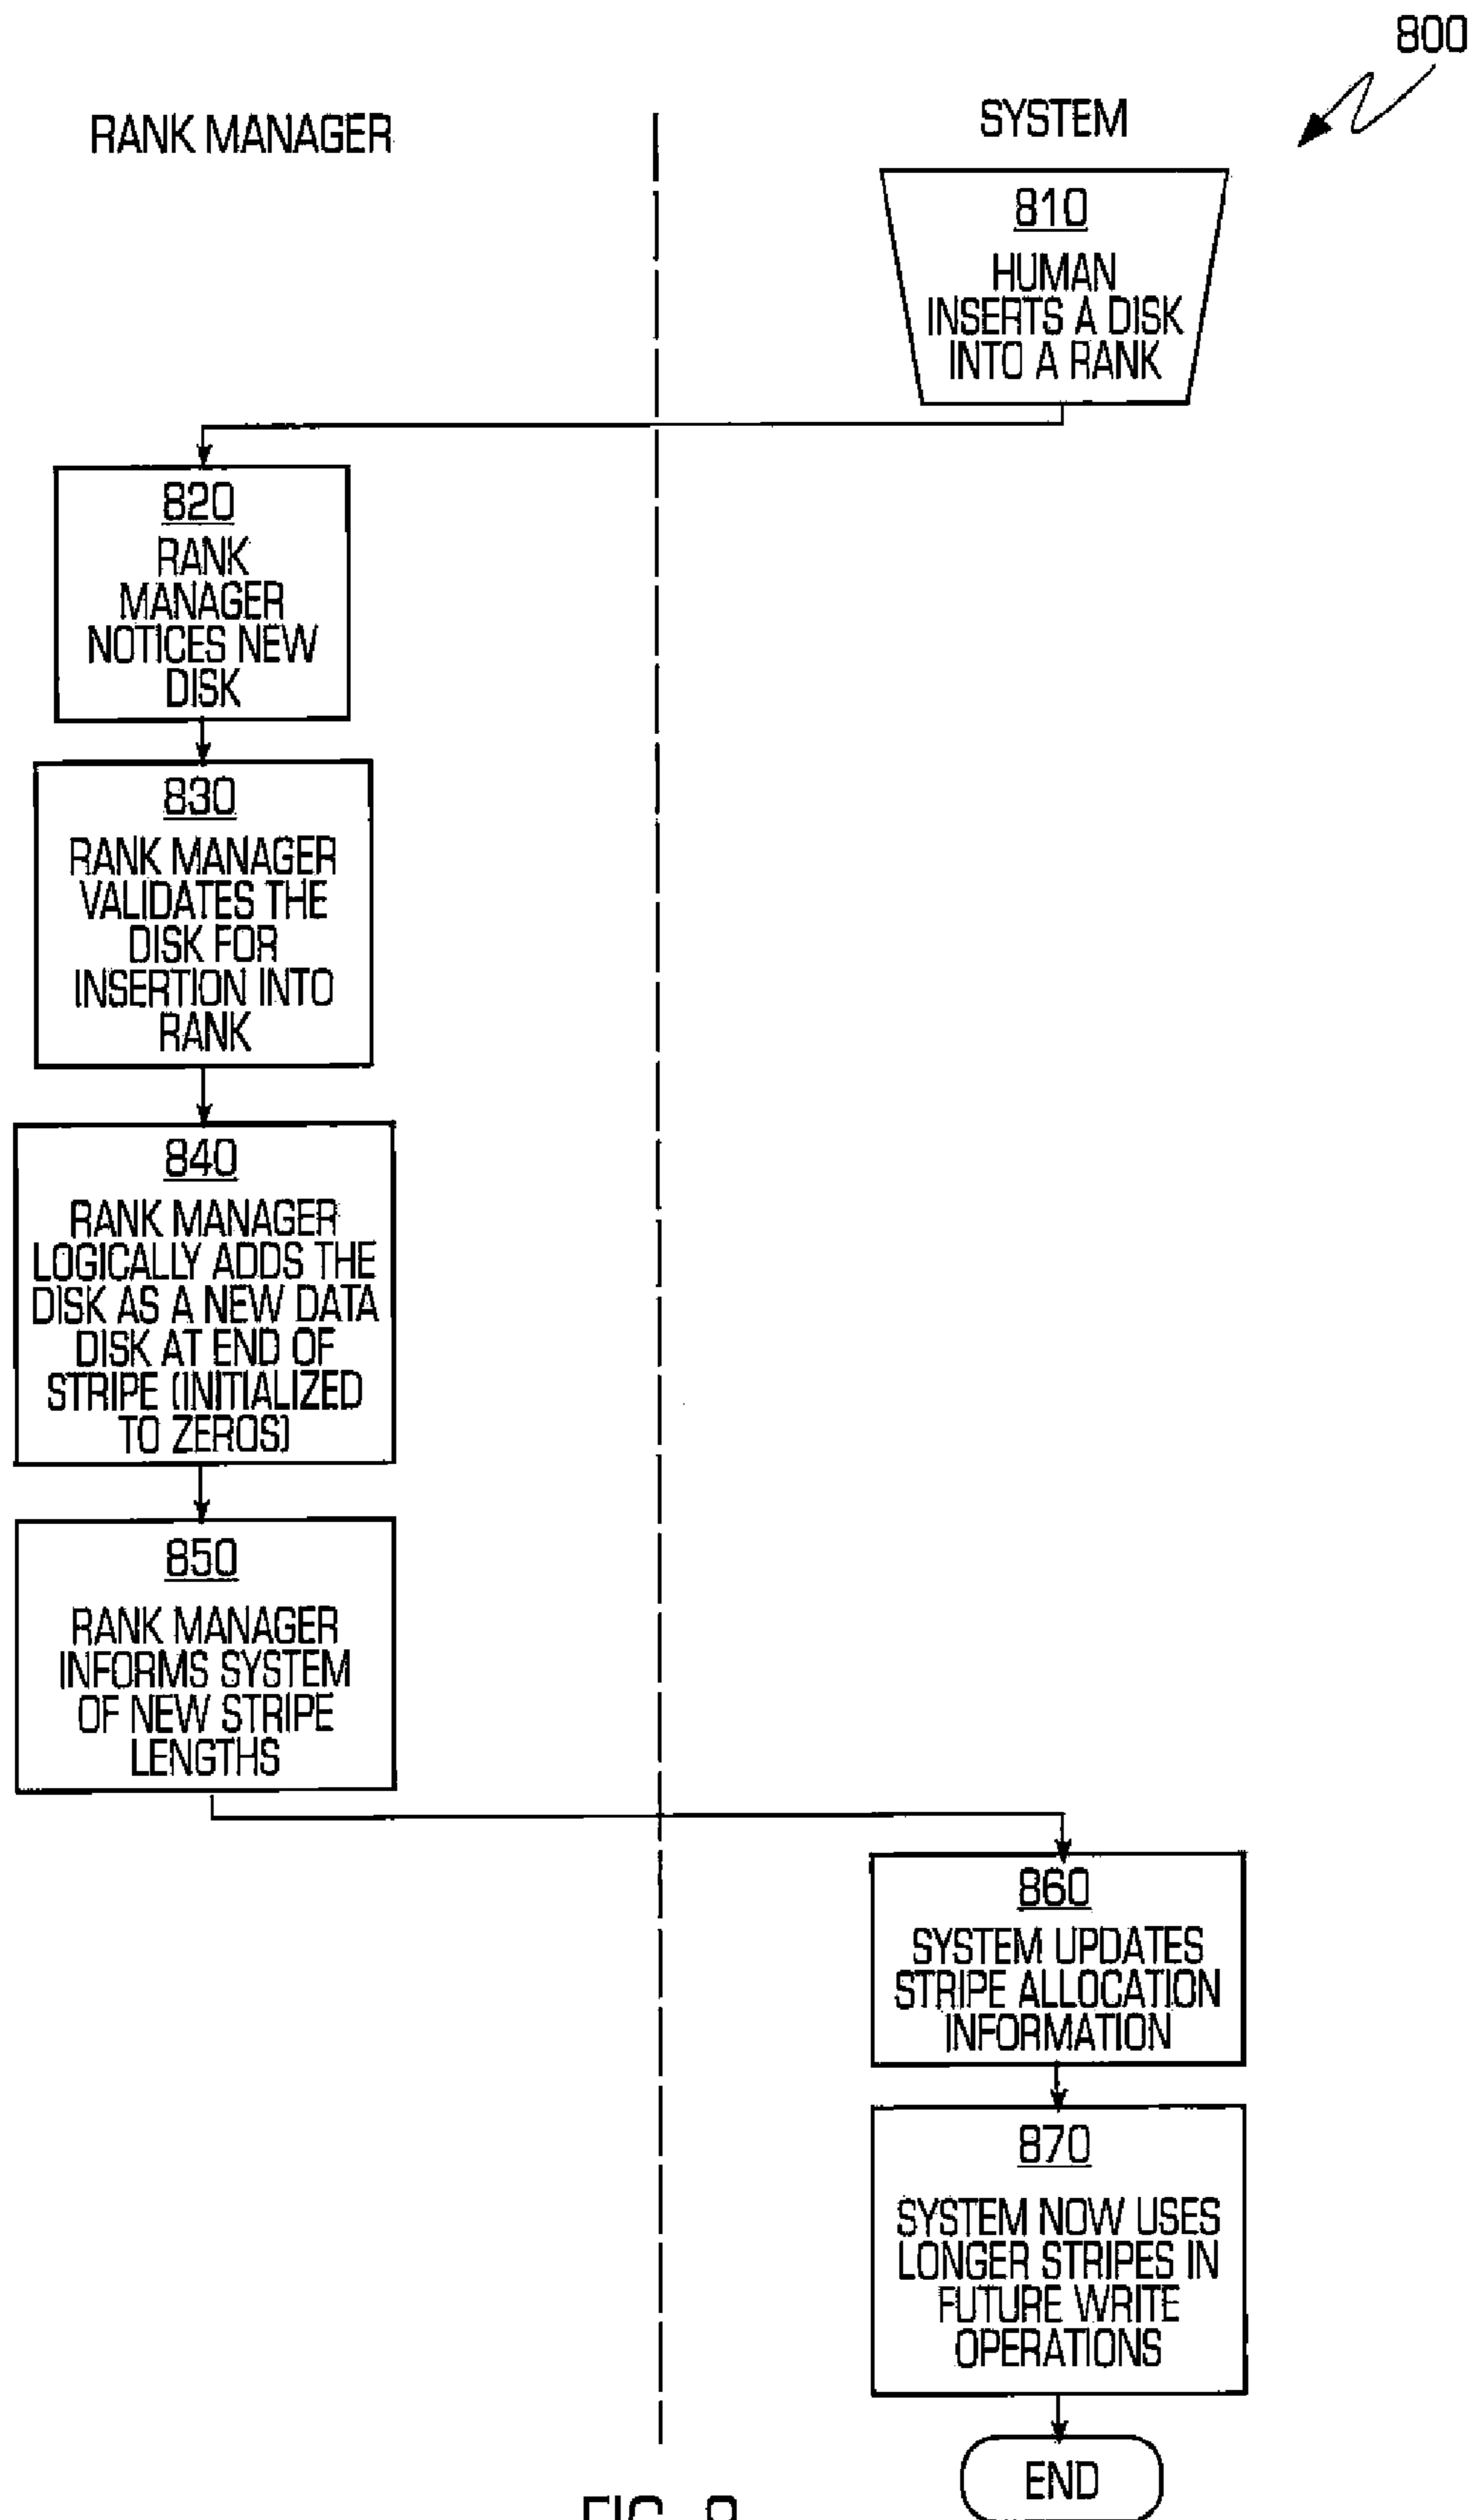 800
RANK MANAGER
SYSTEM
810
HUMAN
INSERTS A DISK
INTO A RANK
820
RANK
MANAGER
NOTICES NEW
DISK
830
RANK MANAGER
VALIDATES THE
DISK FOR
INSERTION INTO
RANK
840
RANK MANAGER
LOGICALLY ADDS THE
DISK AS A NEW DATA
DISK AT END OF
STRIPE (INITIALIZED
TO ZEROS)
850
RANK MANAGER
INFORMS SYSTEM
OF NEW STRIPE
LENGTHS
860
SYSTEM UPDATES
STRIPE ALLOCATION
INFORMATION
870
SYSTEM NOW USES
LONGER STRIPES IN
FUTURE WRITE
OPERATIONS
END
FIG.